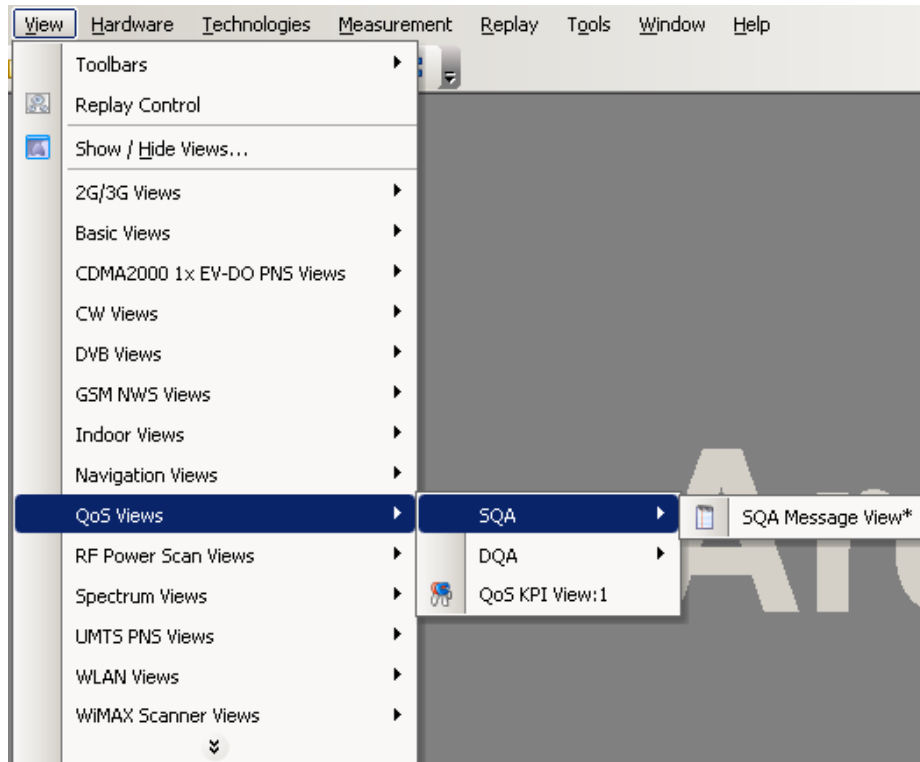 View Hardware Technologies Measurement Replay Tools Window Help
Toolbars
Replay Control
Show / Hide Views...
2G/3G Views
Basic Views
CDMA2000 1x EV-DO PNS Views
CW Views
DVB Views
GSM NWS Views
Indoor Views
Navigation Views
QoS Views
SQA
SQA Message View*
RF Power Scan Views
DQA
Spectrum Views
QoS KPI View:1
UMTS PNS Views
WLAN Views
WiMAX Scanner Views